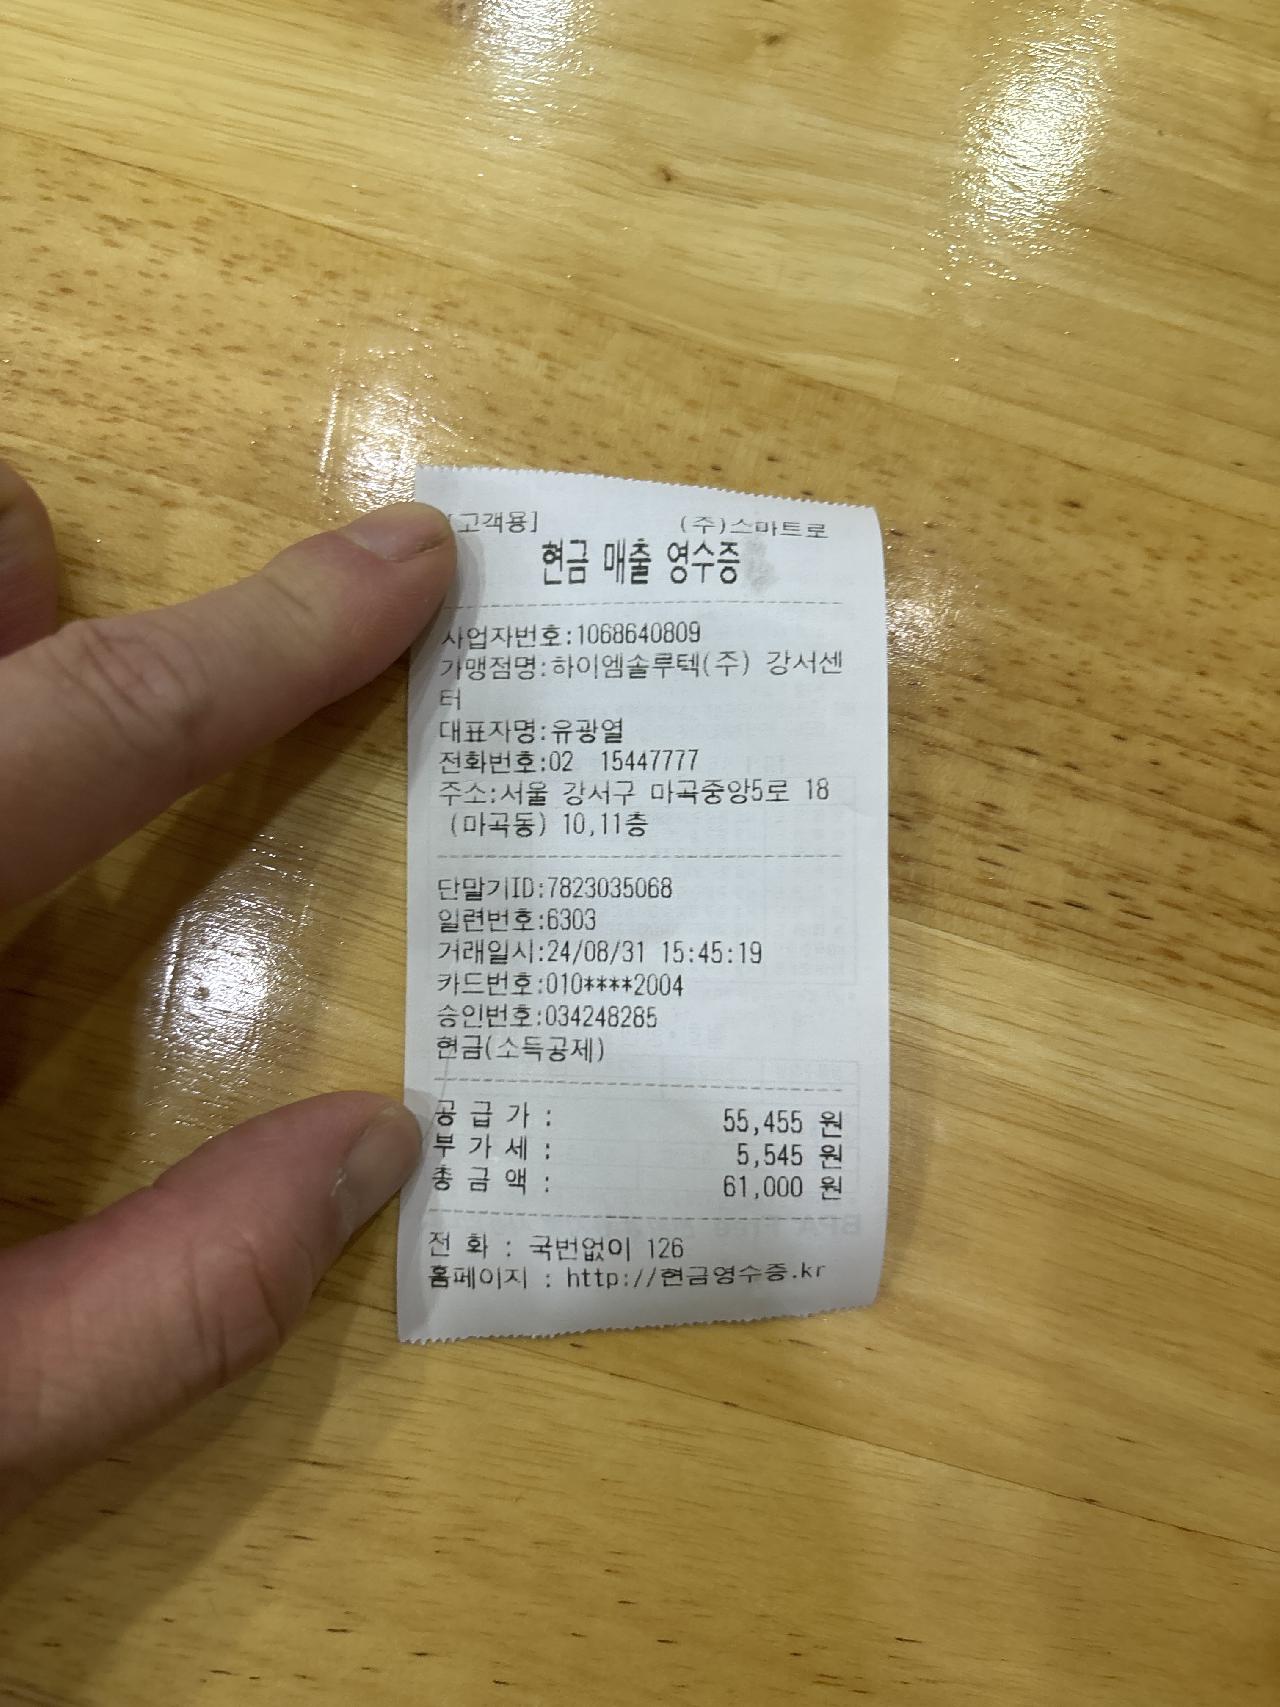 [고객용] (주)스마트로
현금 매출 영수증
사업자번호:1068640809
가맹점명:하이엠솔루텍(주) 강서센
터
대표자명:유광열
전화번호:02 15447777
주소:서울 강서구 마곡중앙5로 18
(마곡동) 10,11층
단말기ID:7823035068
일련번호:6303
거래일시:24/08/31 15:45:19
카드번호:010****2004
승인번호:034248285
현금(소득공제)
공 급 가 : 55,455 원
부 가 세 : 5,545 원
총 금 액 : 61,000 원
전 화 : 국번없이 126
홈페이지 : http://현금영수증.kr